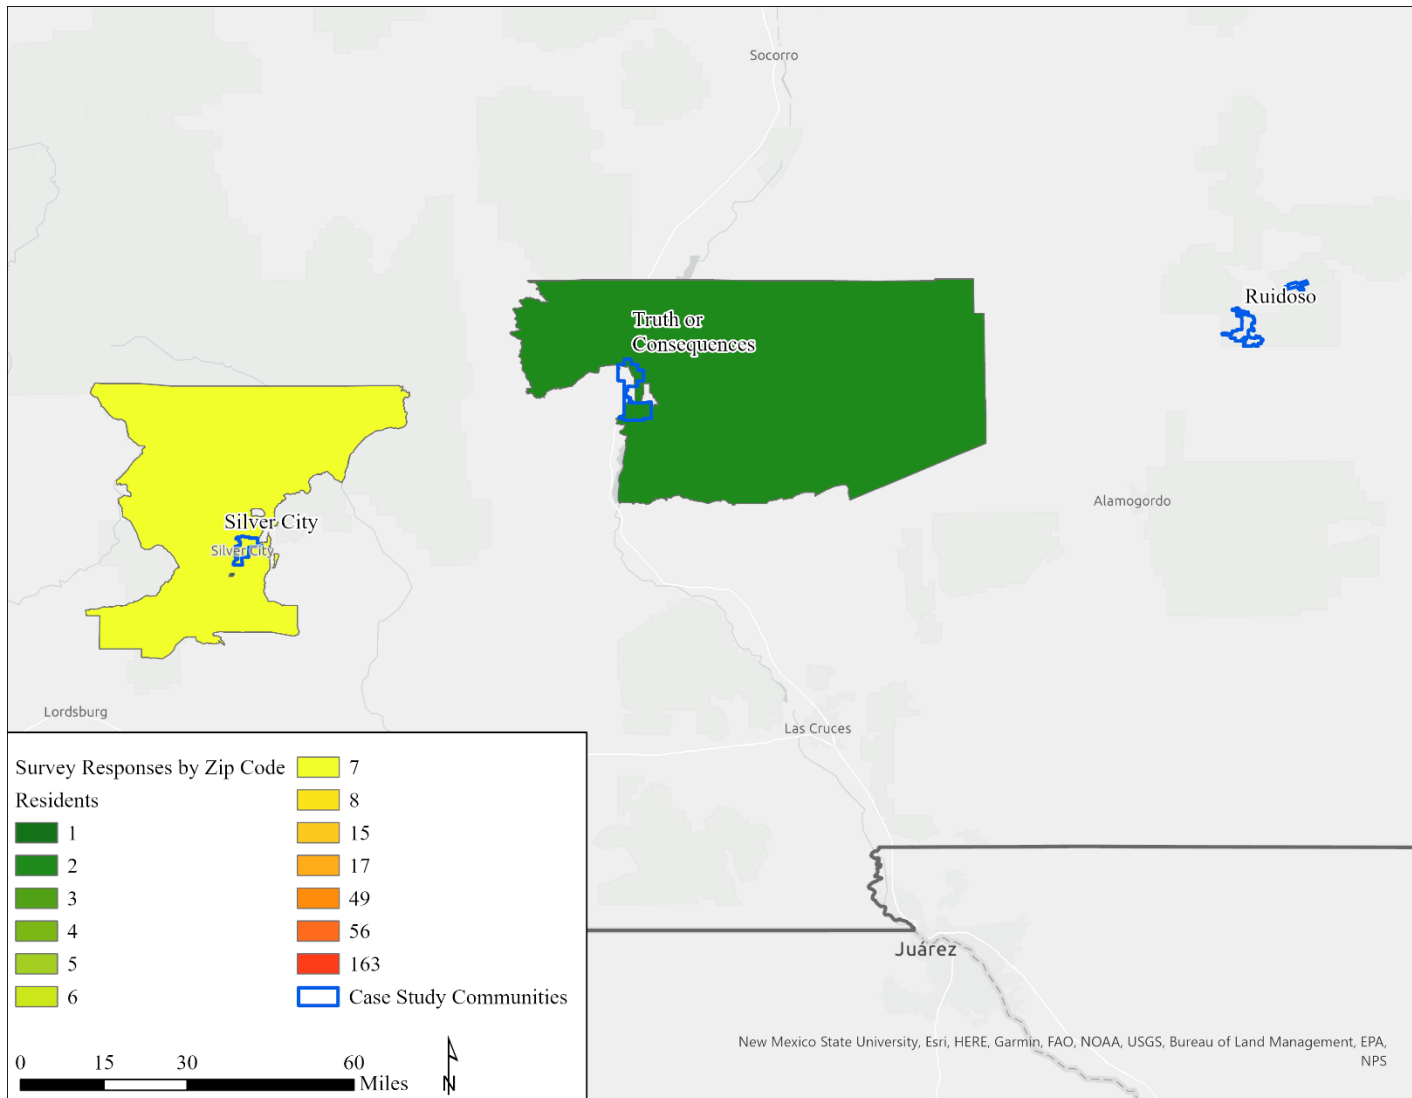 Socorro
Ruidoso
Truth or
Consequences
Alamogordo
Silver City
Silver City
Lordsburg
Las Cruces
Juárez
Survey Responses by Zip Code
Residents
1
2
3
4
5
6
7
8
15
17
49
56
163
Case Study Communities
0 15 30 60
Miles
N
New Mexico State University, Esri, HERE, Garmin, FAO, NOAA, USGS, Bureau of Land Management, EPA,
NPS